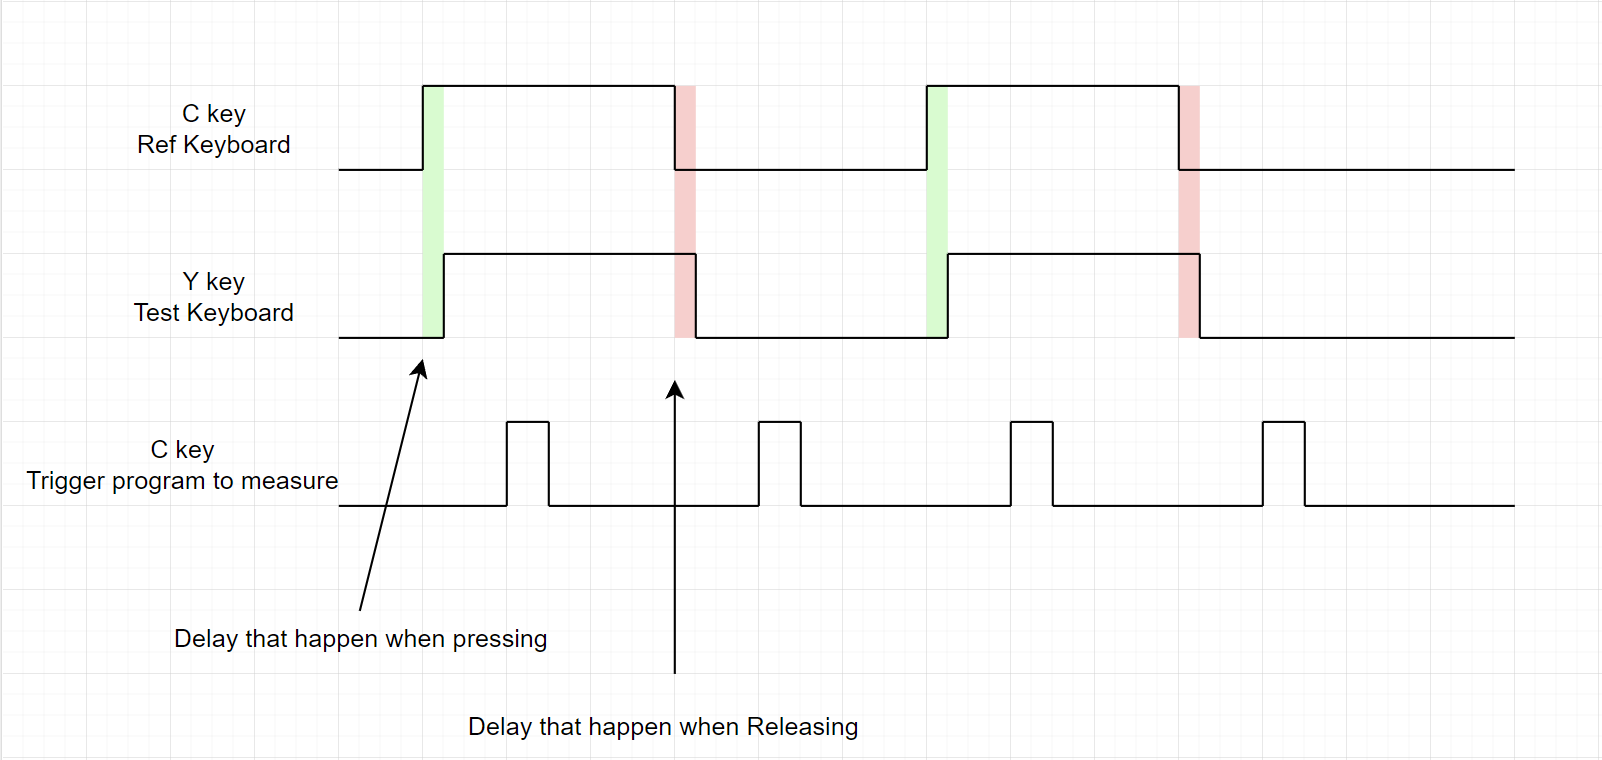 C key
Ref Keyboard
Y key
Test Keyboard
C key
Trigger program to measure
Delay that happen when pressing
Delay that happen when Releasing